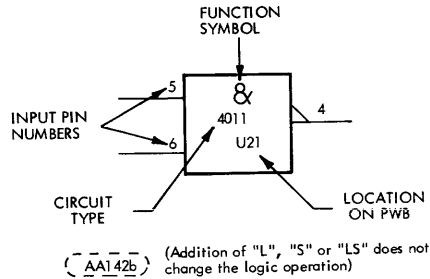 FUNCTION
SYMBOL
5
&
4
INPUT PIN
NUMBERS
4011
U21
6
CIRCUIT
TYPE
LOCATION
ON PWB
AA142b
(Addition of "L", "S" or "LS" does not
change the logic operation)